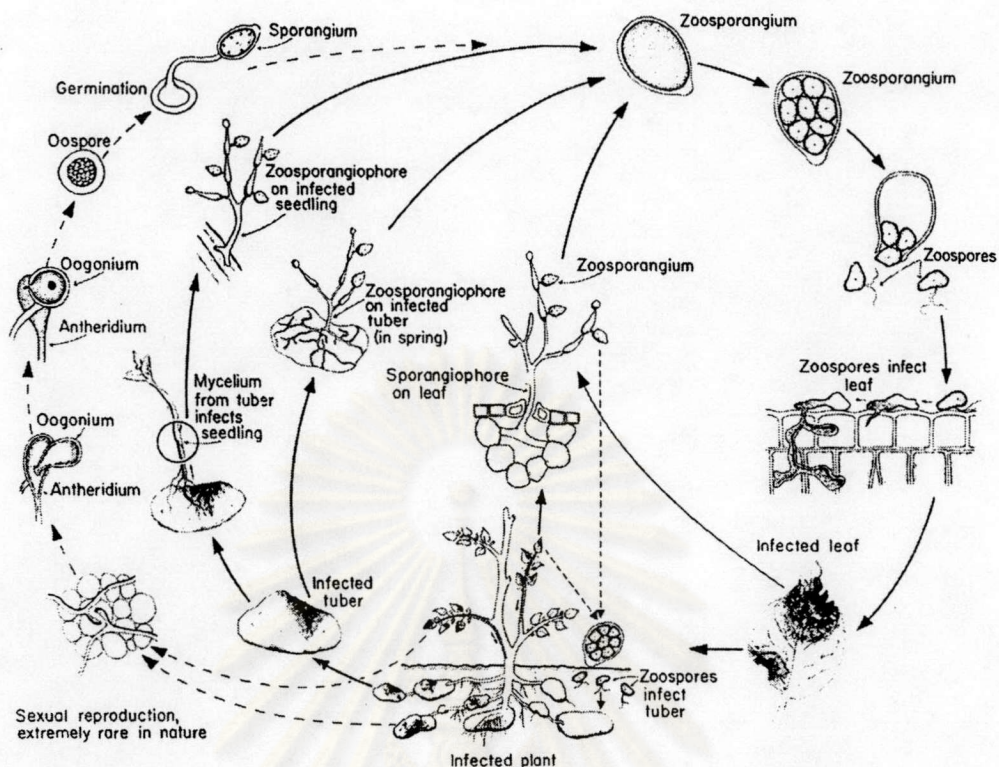 Sporangium
Zoosporangium
Germination
Zoosporangium
Oospore
Zoosporangiophore
on infected
seedling
Zoospores
Oogonium
Zoosporangium
Zoosporangiophore
on infected
tuber
(in spring)
Antheridium
Zoospores infect
leaf
Sporangiophore
on leaf
Mycelium
from tuber
infects
seedling
Oogonium
Antheridium
Infected leaf
Infected
tuber
Zoospores
infect
tuber
Sexual reproduction,
extremely rare in nature
Infected plant